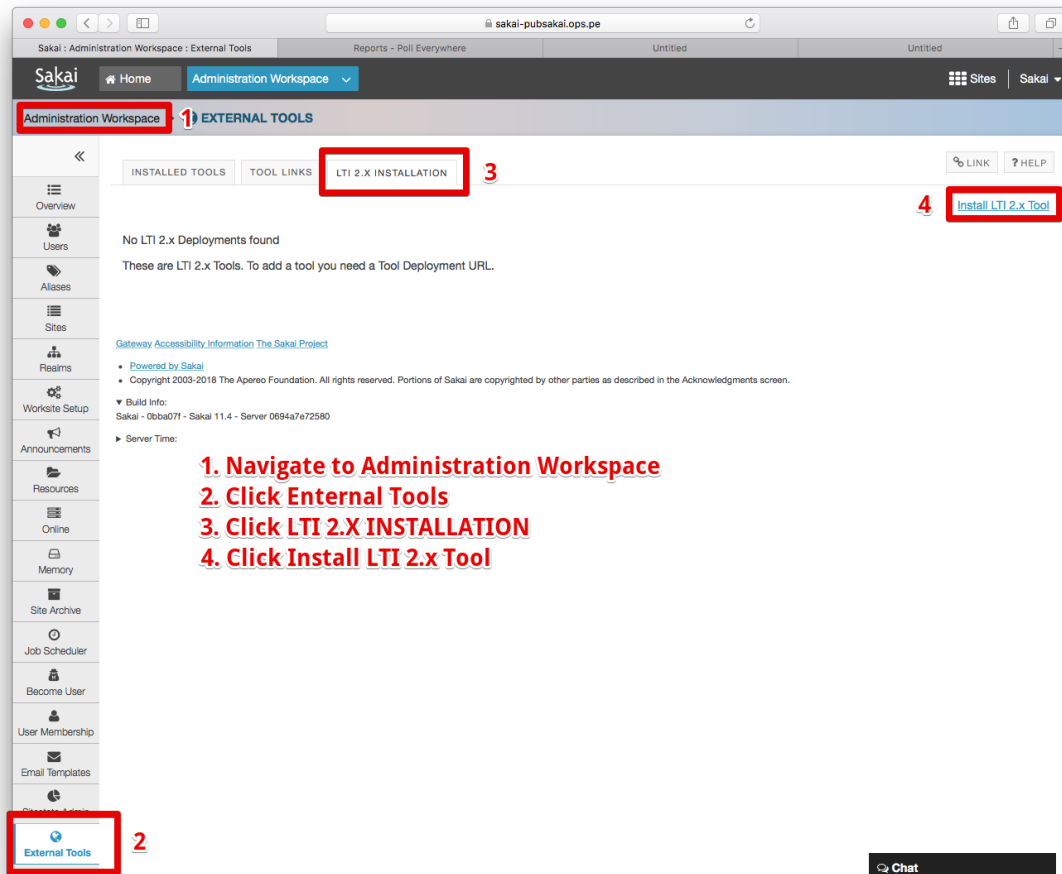 sakai-pubsakai.ops.pe
Sakai : Administration Workspace : External Tools
Reports - Poll Everywhere
Untitled
Untitled
Sakai
Home
Administration Workspace
Sites
Sakai
Administration Workspace
1
EXTERNAL TOOLS
INSTALLED TOOLS
TOOL LINKS
LTI 2.X INSTALLATION
3
LINK
? HELP
4
Install LTI 2.x Tool
Overview
Users
Aliases
Sites
Realms
Worksite Setup
Announcements
Resources
Online
Memory
Site Archive
Job Scheduler
Become User
User Membership
Email Templates
Sitestats Admin
External Tools
2
No LTI 2.x Deployments found
These are LTI 2.x Tools. To add a tool you need a Tool Deployment URL.
Gateway Accessibility Information The Sakai Project
• Powered by Sakai
• Copyright 2003-2018 The Apereo Foundation. All rights reserved. Portions of Sakai are copyrighted by other parties as described in the Acknowledgments screen.
▼ Build Info:
Sakai - 0bba07f - Sakai 11.4 - Server 0694a7e72580
► Server Time:
1. Navigate to Administration Workspace
2. Click Enternal Tools
3. Click LTI 2.X INSTALLATION
4. Click Install LTI 2.x Tool
Chat